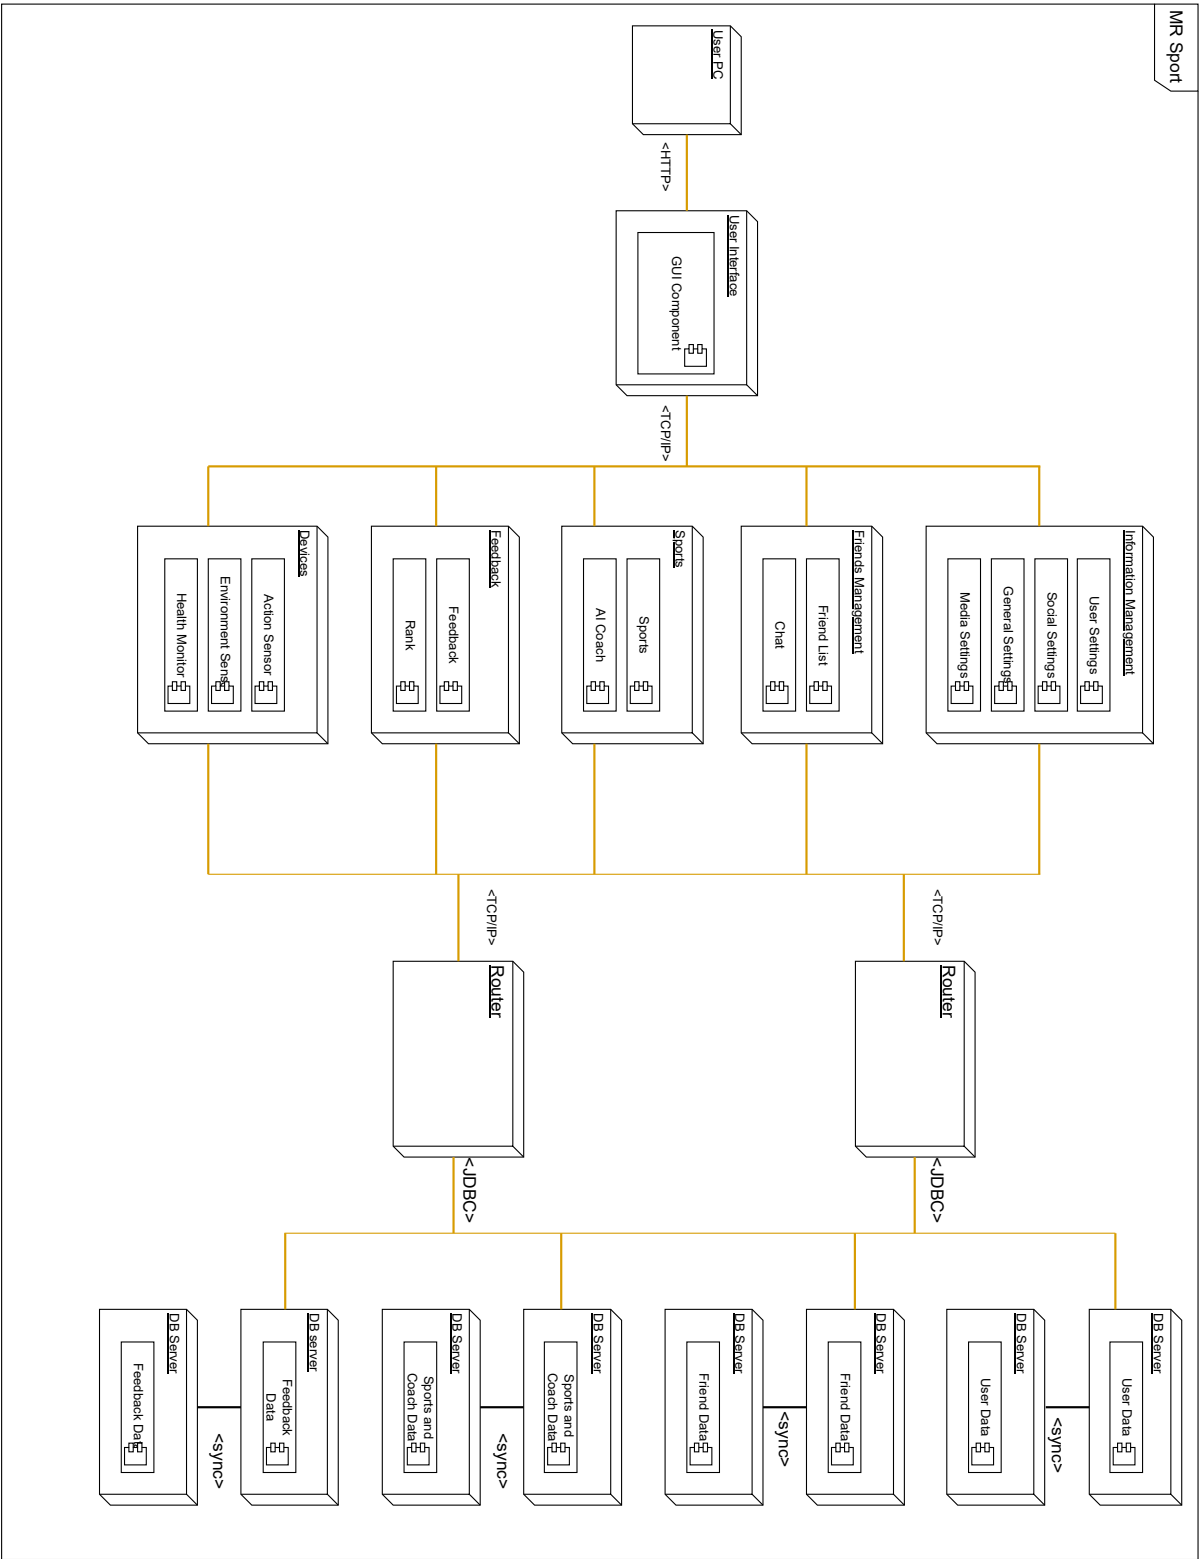 MR Sport
User PC
<HTTP>
User Interface
GUI Component
<TCP/IP>
Information Management
User Settings
Social Settings
General Settings
Media Settings
Friends Management
Friend List
Chat
Sports
Sports
AI Coach
Feedback
Feedback
Rank
Devices
Action Sensor
Environment Sens
Health Monitor
<TCP/IP>
<TCP/IP>
Router
Router
<JDBC>
<JDBC>
DB Server
User Data
<sync>
DB Server
User Data
DB Server
Friend Data
<sync>
DB Server
Friend Data
DB Server
Sports and
Coach Data
<sync>
DB Server
Sports and
Coach Data
DB server
Feedback
Data
<sync>
DB Server
Feedback Data